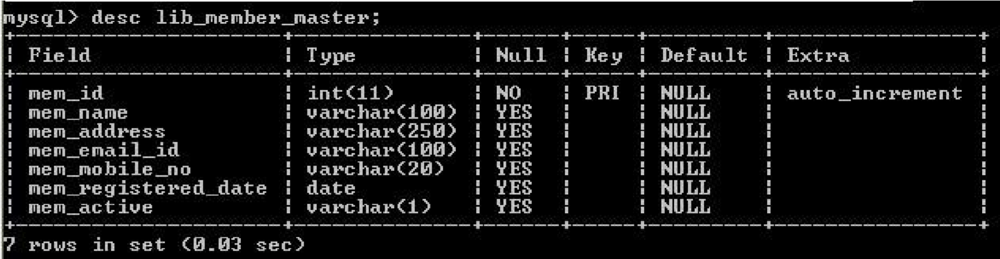 mysql> desc lib_member_master;
+---------------------+--------------+------+-----+---------+----------------+
| Field               | Type         | Null | Key | Default | Extra          |
+---------------------+--------------+------+-----+---------+----------------+
| mem_id              | int(11)      | NO   | PRI | NULL    | auto_increment |
| mem_name            | varchar(100) | YES  |     | NULL    |                |
| mem_address         | varchar(250) | YES  |     | NULL    |                |
| mem_email_id        | varchar(100) | YES  |     | NULL    |                |
| mem_mobile_no       | varchar(20)  | YES  |     | NULL    |                |
| mem_registered_date | date         | YES  |     | NULL    |                |
| mem_active          | varchar(1)   | YES  |     | NULL    |                |
+---------------------+--------------+------+-----+---------+----------------+
7 rows in set (0.03 sec)